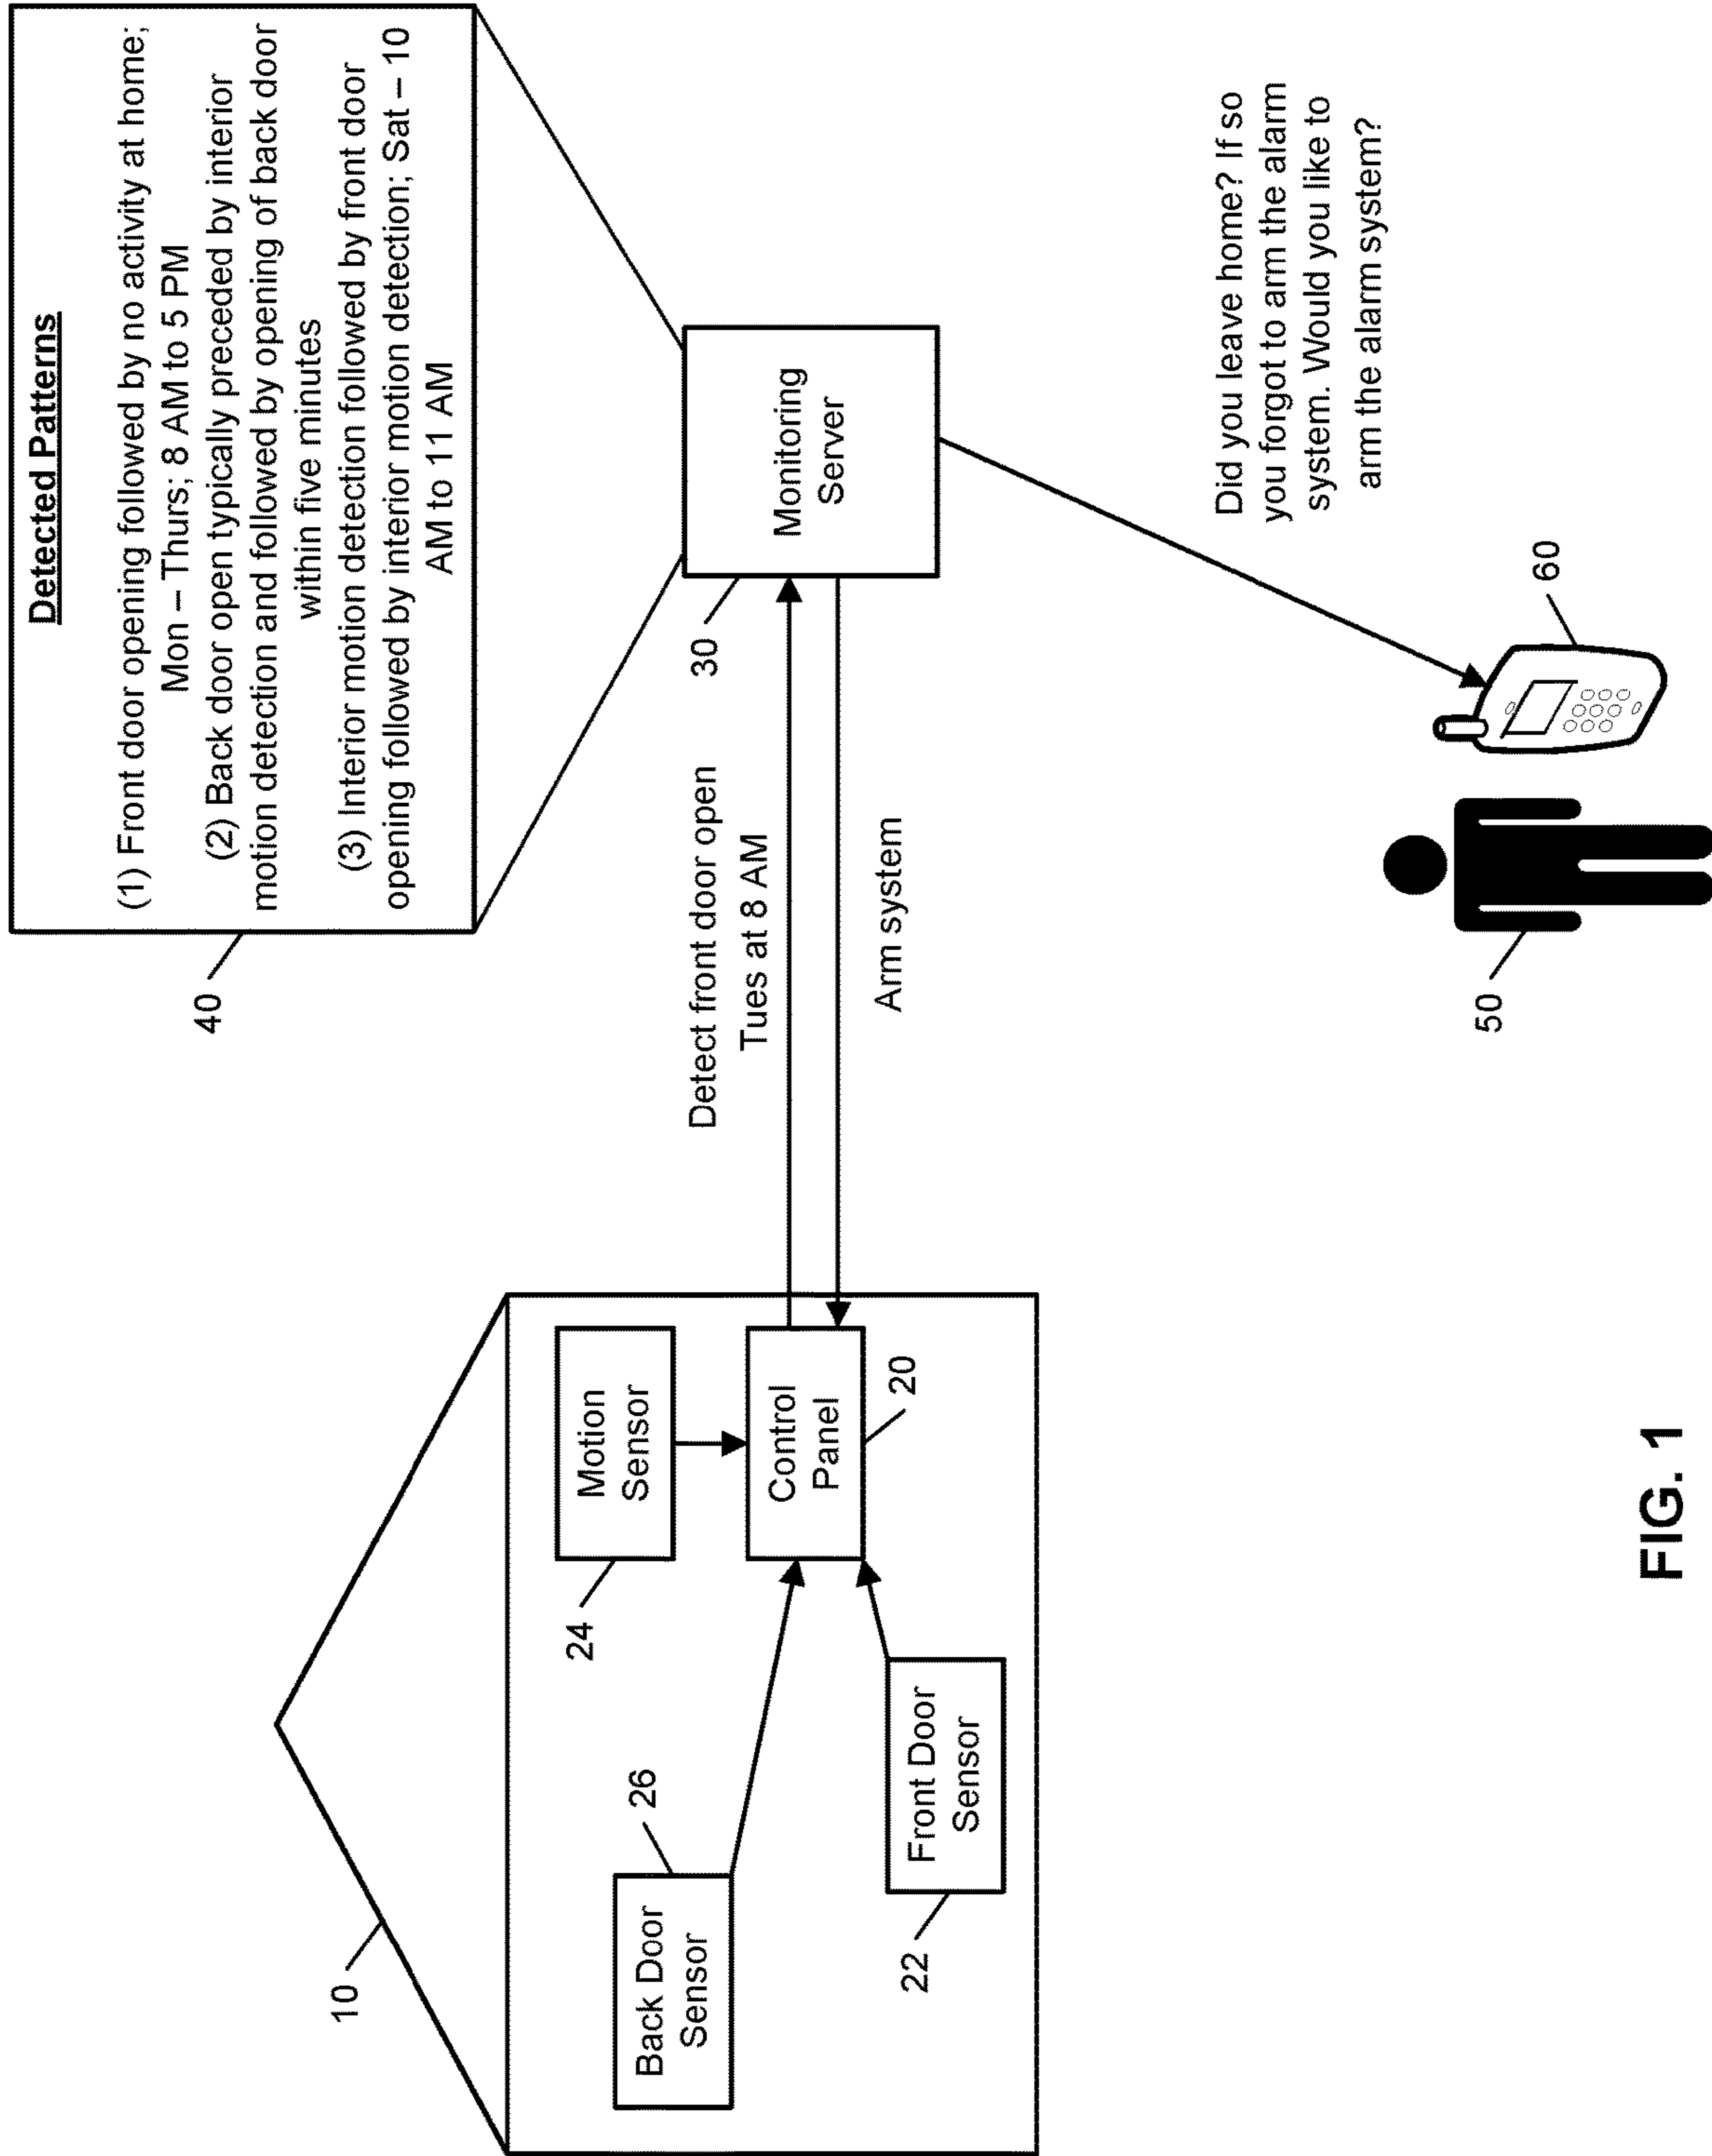 Detected Patterns
(1) Front door opening followed by no activity at home;
Mon – Thurs; 8 AM to 5 PM
(2) Back door open typically preceded by interior
motion detection and followed by opening of back door
within five minutes
(3) Interior motion detection followed by front door
opening followed by interior motion detection; Sat – 10
AM to 11 AM
40
10
Motion
Sensor
24
Back Door
Sensor
26
Control
Panel
20
Front Door
Sensor
22
Detect front door open
Tues at 8 AM
Arm system
30
Monitoring
Server
Did you leave home? If so
you forgot to arm the alarm
system. Would you like to
arm the alarm system?
50
60
FIG. 1